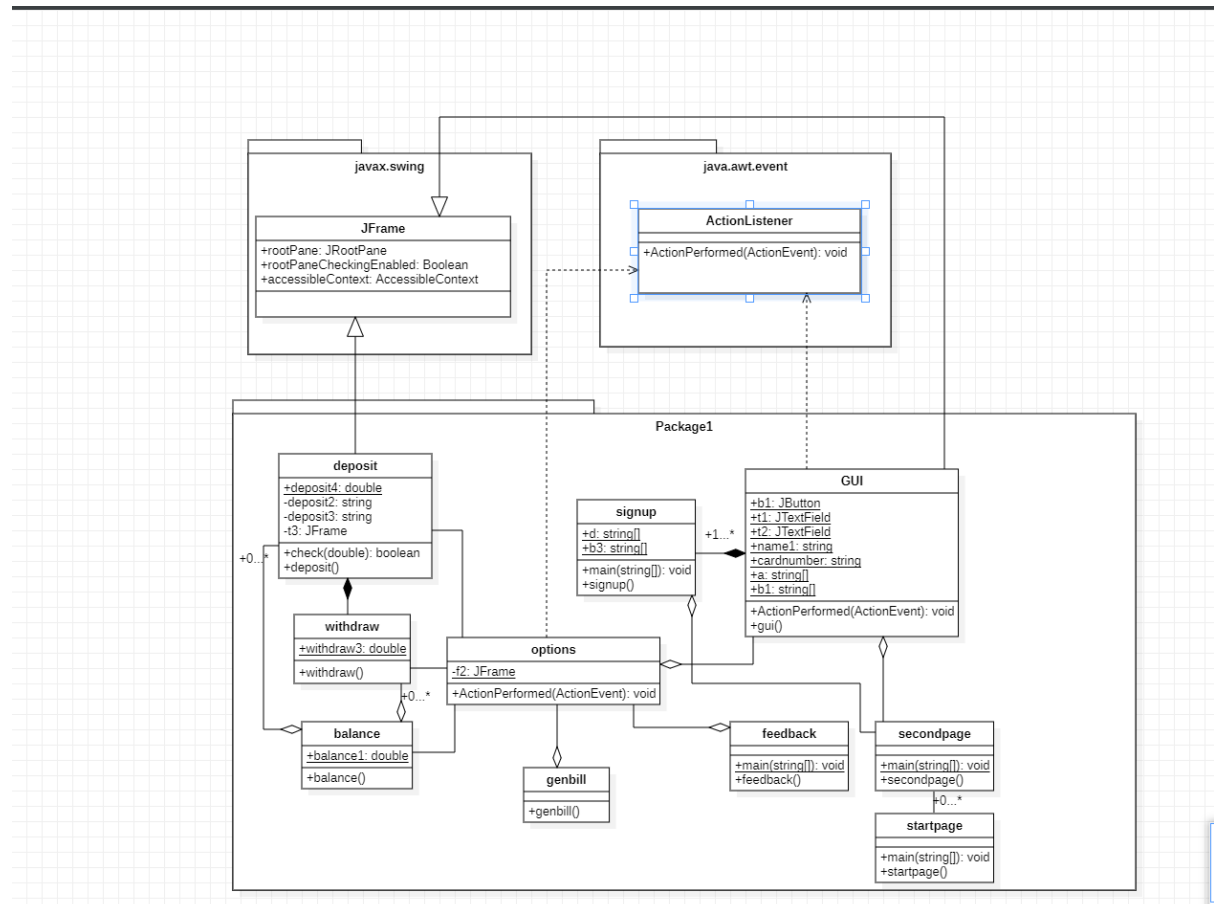 javax.swing
JFrame
+rootPane: JRootPane
+rootPaneCheckingEnabled: Boolean
+accessibleContext: AccessibleContext
java.awt.event
ActionListener
+ActionPerformed(ActionEvent): void
Package1
deposit
+deposit4: double
-deposit2: string
-deposit3: string
-t3: JFrame
+check(double): boolean
+deposit()
+0...*
withdraw
+withdraw3: double
+withdraw()
+0...*
balance
+balance1: double
+balance()
options
-f2: JFrame
+ActionPerformed(ActionEvent): void
signup
+d: string[]
+b3: string[]
+main(string[]): void
+signup()
+1...*
GUI
+b1: JButton
+t1: JTextField
+t2: JTextField
+name1: string
+cardnumber: string
+a: string[]
+b1: string[]
+ActionPerformed(ActionEvent): void
+gui()
genbill
+genbill()
feedback
+main(string[]): void
+feedback()
secondpage
+main(string[]): void
+secondpage()
+0...*
startpage
+main(string[]): void
+startpage()